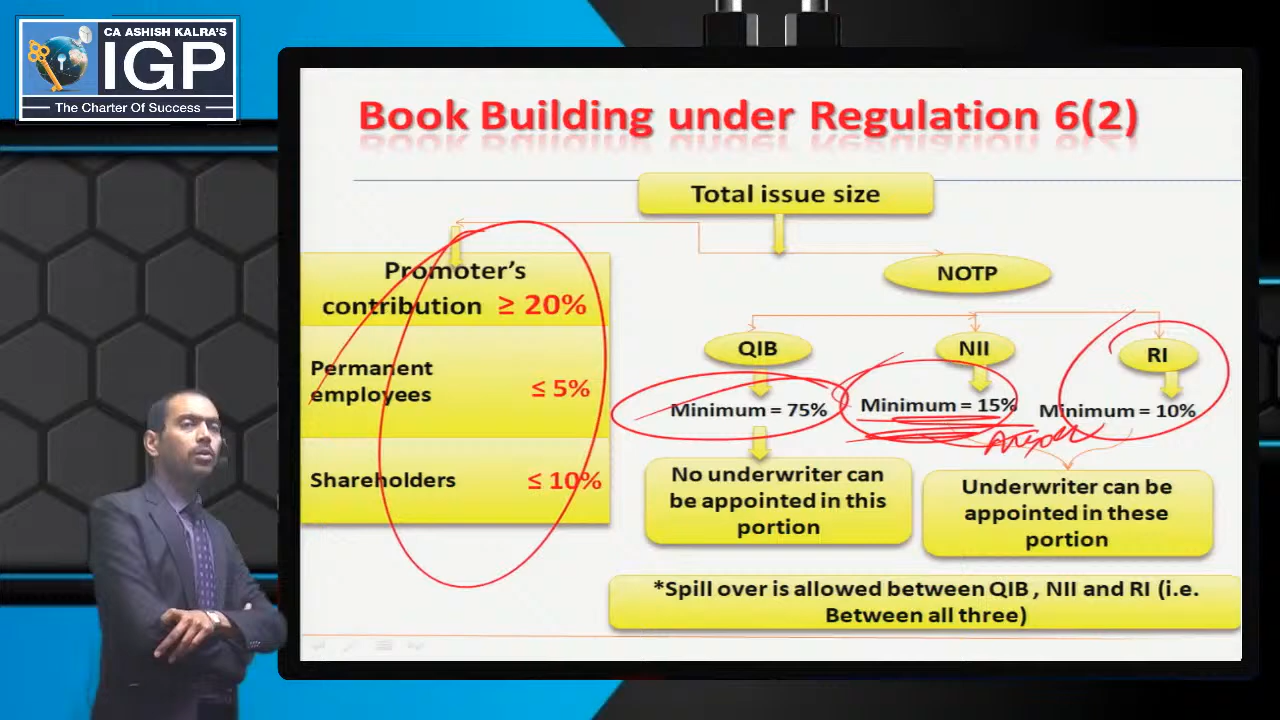 CA ASHISH KALRA'S
IGP
The Charter Of Success
Book Building under Regulation 6(2)
Total issue size
Promoter's
contribution ≥ 20%
Permanent
employees ≤ 5%
Shareholders ≤ 10%
NOTP
QIB
NII
RI
Minimum = 75%
Minimum = 15%
Minimum = 10%
No underwriter can
be appointed in this
portion
Underwriter can be
appointed in these
portion
*Spill over is allowed between QIB , NII and RI (i.e.
Between all three)